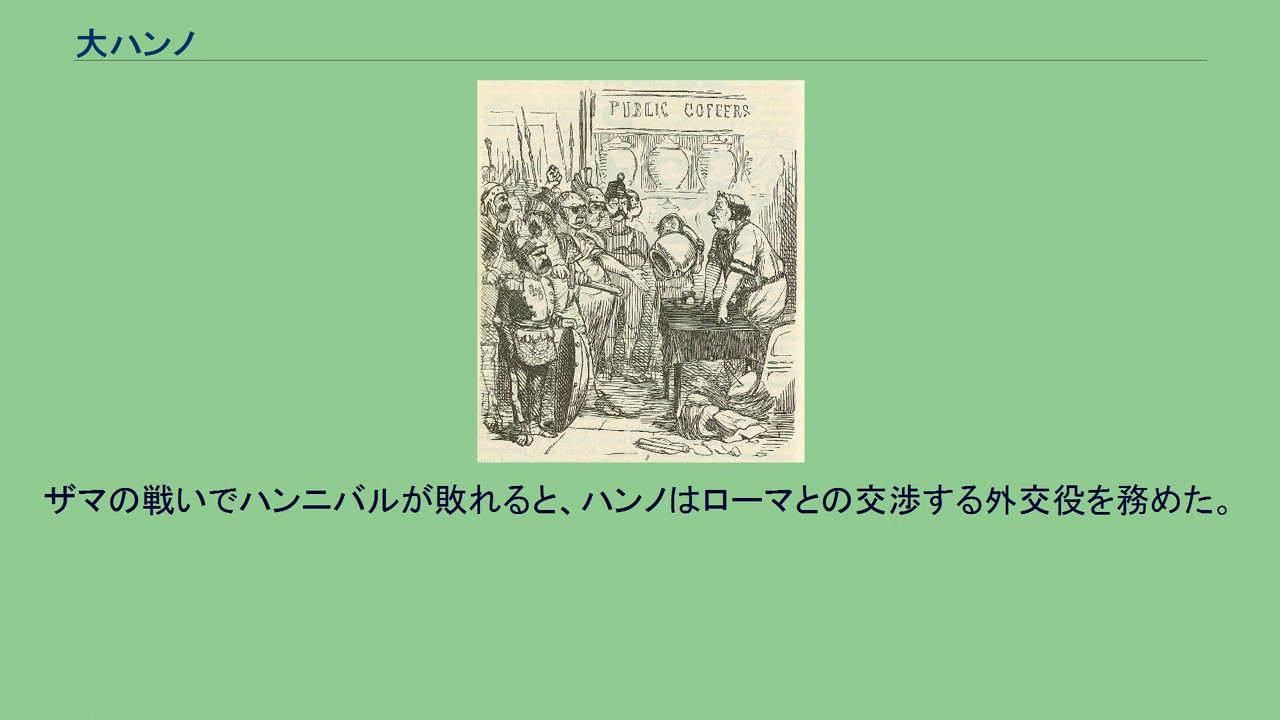 大ハンノ
PUBLIC COFFERS
ザマの戦いでハンニバルが敗れると、ハンノはローマとの交渉する外交役を務めた。